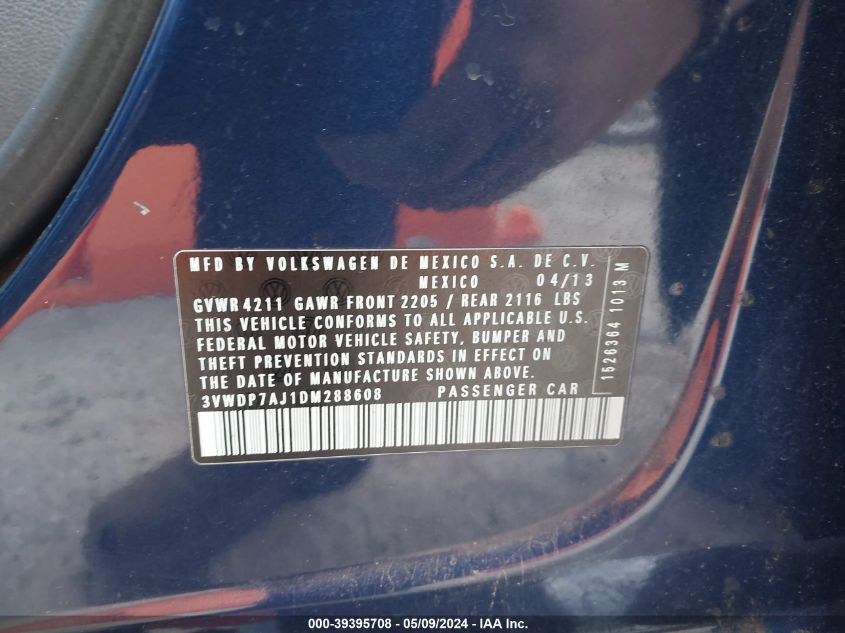 MFD BY VOLKSWAGEN DE MEXICO S.A. DE C.V.
MEXICO 04/13
GVWR 4211 GAWR FRONT 2205 / REAR 2116 LBS
THIS VEHICLE CONFORMS TO ALL APPLICABLE U.S.
FEDERAL MOTOR VEHICLE SAFETY, BUMPER AND
THEFT PREVENTION STANDARDS IN EFFECT ON
THE DATE OF MANUFACTURE SHOWN ABOVE.
3VWDP7AJ1DM288608 PASSENGER CAR
1526364 1013 M
000-39395708 - 05/09/2024 - IAA Inc.